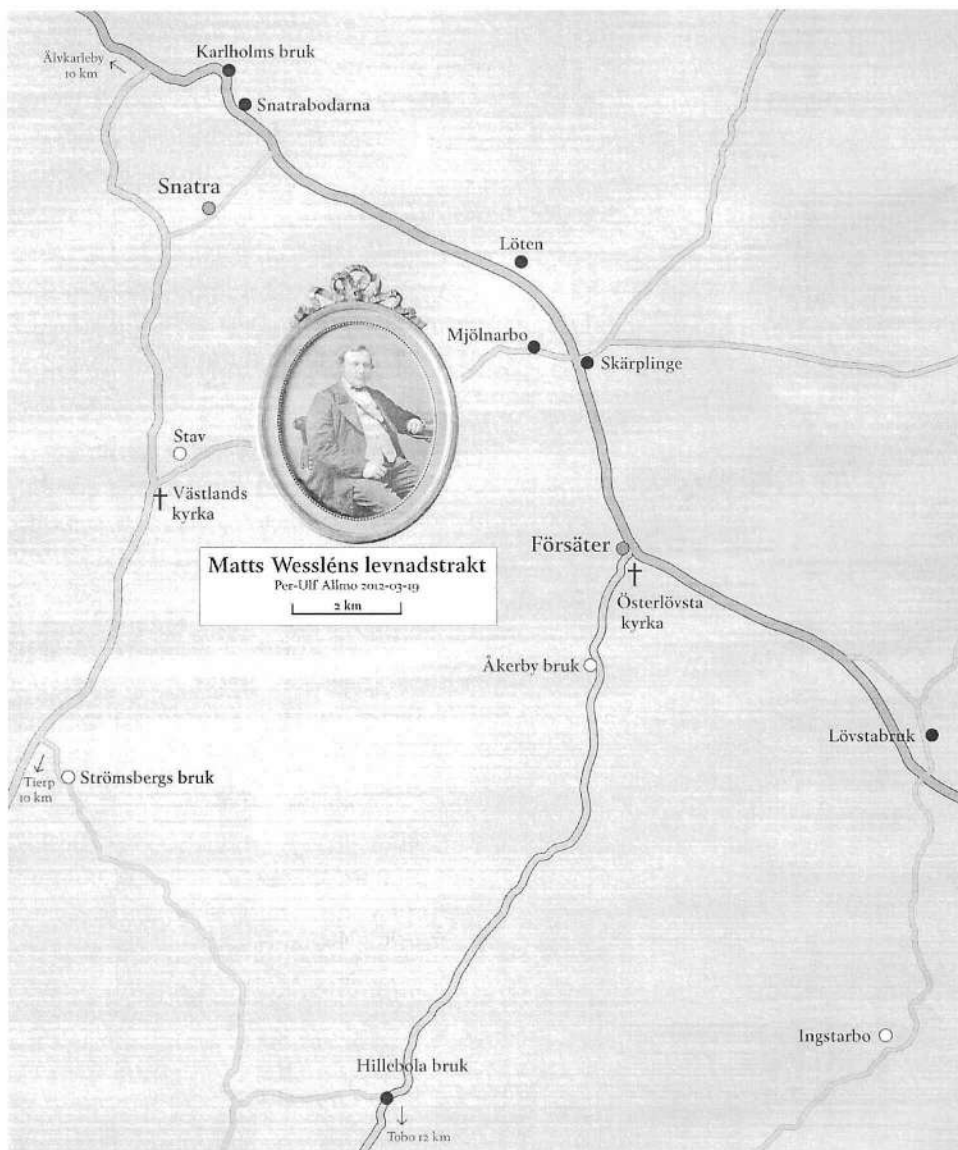 Karlholms bruk
Älvkarleby
10 km
Snatrabodarna
Snatra
Löten
Mjölnarbo
Skärplinge
Stav
Västlands
kyrka
Försäter
Matts Wessléns levnadstrakt
Per-Ulf Allmo 2012-03-19
2 km
Österlövsta
kyrka
Åkerby bruk
Lövstabruk
Tierp
10 km
Strömsbergs bruk
Ingstarbo
Hillebola bruk
Tobo 12 km